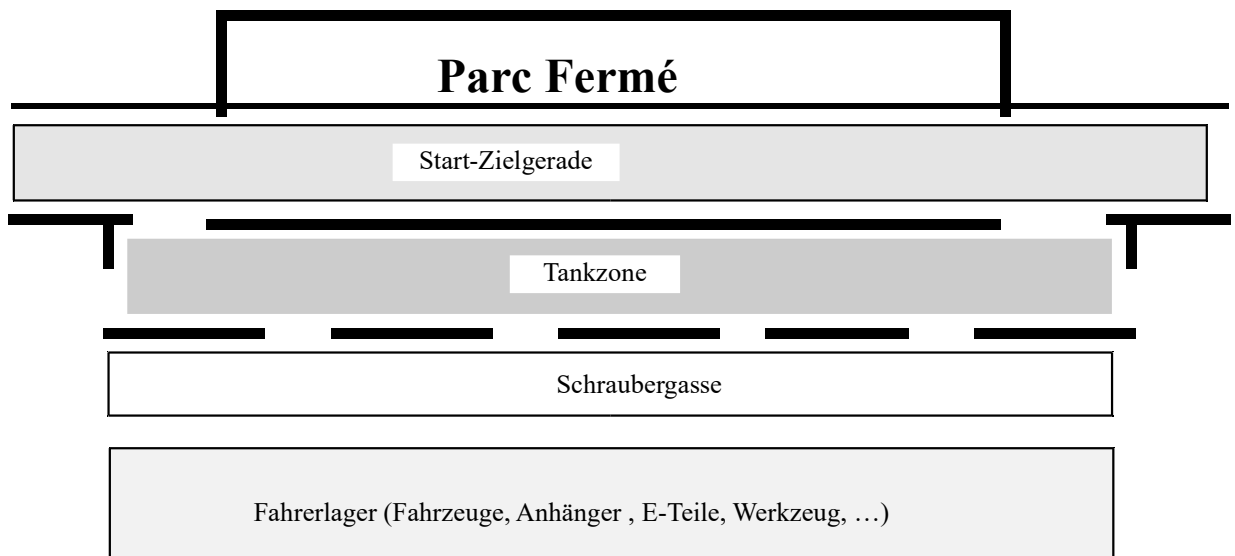 Parc Fermé
Start-Zielgerade
Tankzone
Schraubergasse
Fahrerlager (Fahrzeuge, Anhänger , E-Teile, Werkzeug, …)